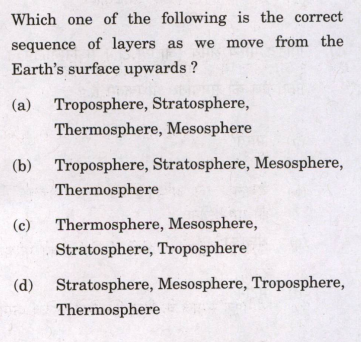 Which one of the following is the correct
sequence of layers as we move from the
Earth's surface upwards ?
(a) Troposphere, Stratosphere,
Thermosphere, Mesosphere
(b) Troposphere, Stratosphere, Mesosphere,
Thermosphere
(c) Thermosphere, Mesosphere,
Stratosphere, Troposphere
(d) Stratosphere, Mesosphere, Troposphere,
Thermosphere